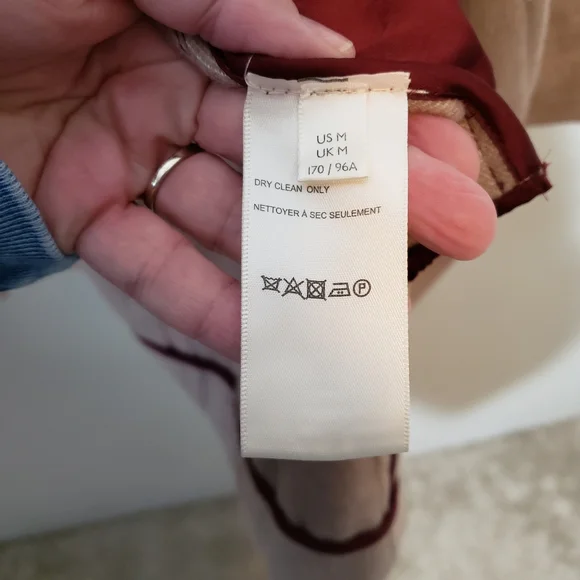 US M
UK M
170 / 96A
DRY CLEAN ONLY
NETTOYER À SEC SEULEMENT
P